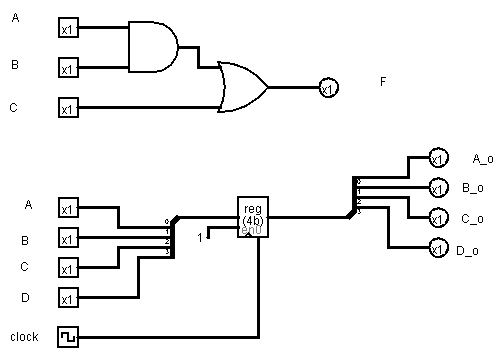 A x1
B x1
C x1
x1 F
A x1
B x1
C x1
D x1
0
1
2
3
reg
(4b)
en0
1
0
1
2
3
x1 A_o
x1 B_o
x1 C_o
x1 D_o
clock